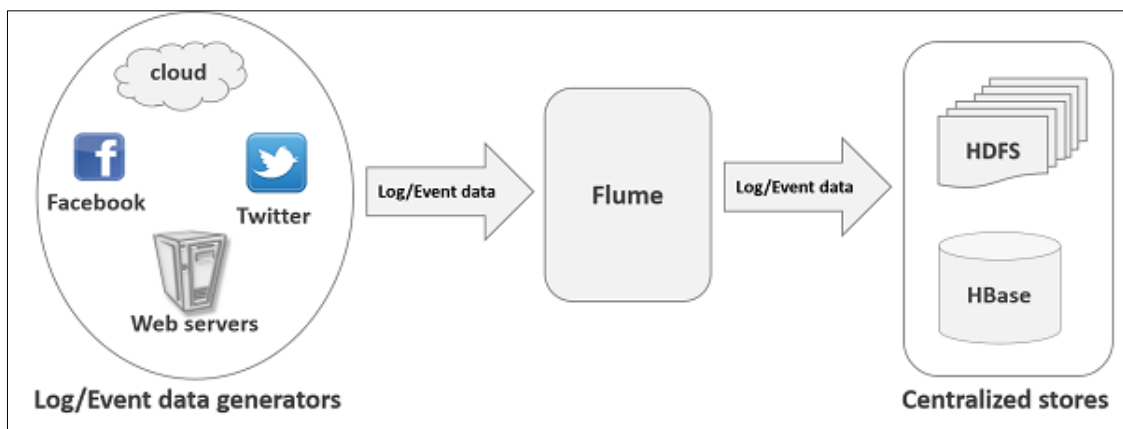 cloud
Facebook
Twitter
Web servers
Log/Event data generators
Log/Event data
Flume
Log/Event data
HDFS
HBase
Centralized stores